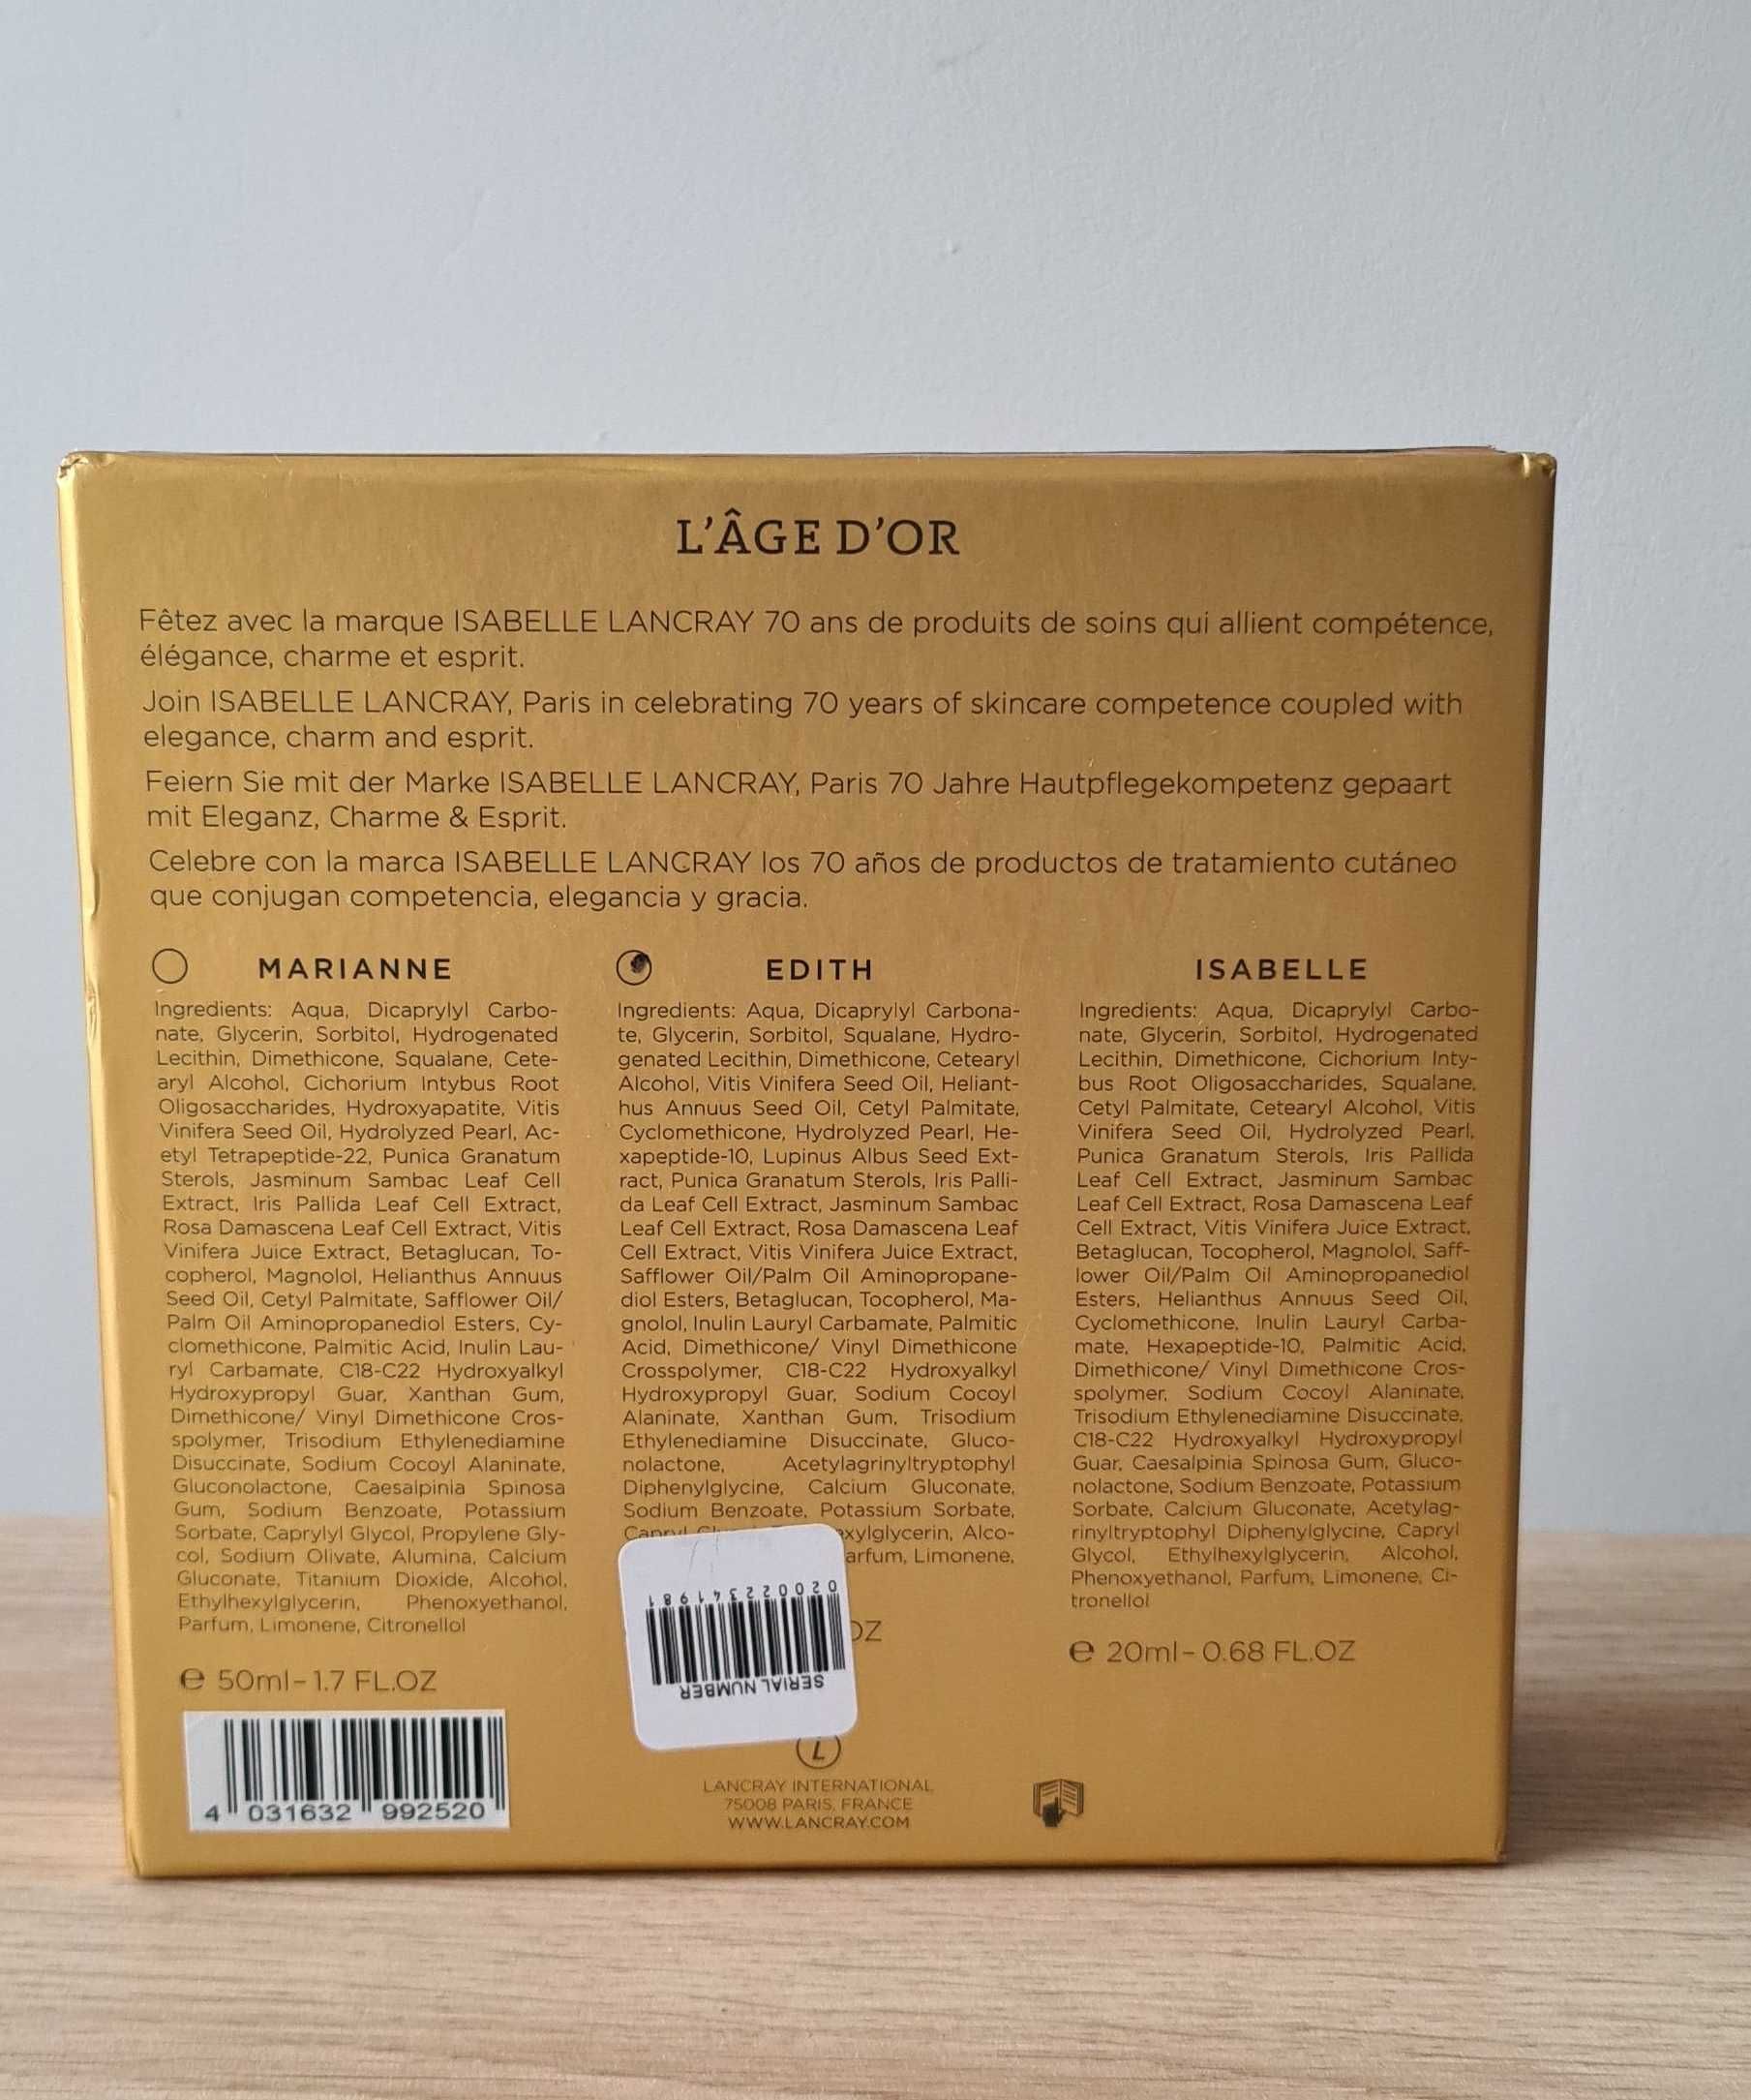 L'ÂGE D'OR
Fêtez avec la marque ISABELLE LANCRAY 70 ans de produits de soins qui allient compétence,
élégance, charme et esprit.
Join ISABELLE LANCRAY, Paris in celebrating 70 years of skincare competence coupled with
elegance, charm and esprit.
Feiern Sie mit der Marke ISABELLE LANCRAY, Paris 70 Jahre Hautpflegekompetenz gepaart
mit Eleganz, Charme & Esprit.
Celebre con la marca ISABELLE LANCRAY los 70 años de productos de tratamiento cutáneo
que conjugan competencia, elegancia y gracia.
MARIANNE
Ingredients: Aqua, Dicaprylyl Carbo-
nate, Glycerin, Sorbitol, Hydrogenated
Lecithin, Dimethicone, Squalane, Cete-
aryl Alcohol, Cichorium Intybus Root
Oligosaccharides, Hydroxyapatite, Vitis
Vinifera Seed Oil, Hydrolyzed Pearl, Ac-
etyl Tetrapeptide-22, Punica Granatum
Sterols, Jasminum Sambac Leaf Cell
Extract, Iris Pallida Leaf Cell Extract,
Rosa Damascena Leaf Cell Extract, Vitis
Vinifera Juice Extract, Betaglucan, To-
copherol, Magnolol, Helianthus Annuus
Seed Oil, Cetyl Palmitate, Safflower Oil/
Palm Oil Aminopropanediol Esters, Cy-
clomethicone, Palmitic Acid, Inulin Lau-
ryl Carbamate, C18-C22 Hydroxyalkyl
Hydroxypropyl Guar, Xanthan Gum,
Dimethicone/ Vinyl Dimethicone Cros-
spolymer, Trisodium Ethylenediamine
Disuccinate, Sodium Cocoyl Alaninate,
Gluconolactone, Caesalpinia Spinosa
Gum, Sodium Benzoate, Potassium
Sorbate, Caprylyl Glycol, Propylene Gly-
col, Sodium Olivate, Alumina, Calcium
Gluconate, Titanium Dioxide, Alcohol,
Ethylhexylglycerin, Phenoxyethanol,
Parfum, Limonene, Citronellol
e 50ml-1.7 FL.OZ
4 031632 992520
EDITH
Ingredients: Aqua, Dicaprylyl Carbona-
te, Glycerin, Sorbitol, Squalane, Hydro-
genated Lecithin, Dimethicone, Cetearyl
Alcohol, Vitis Vinifera Seed Oil, Heliant-
hus Annuus Seed Oil, Cetyl Palmitate,
Cyclomethicone, Hydrolyzed Pearl, He-
xapeptide-10, Lupinus Albus Seed Ext-
ract, Punica Granatum Sterols, Iris Palli-
da Leaf Cell Extract, Jasminum Sambac
Leaf Cell Extract, Rosa Damascena Leaf
Cell Extract, Vitis Vinifera Juice Extract,
Safflower Oil/Palm Oil Aminopropane-
diol Esters, Betaglucan, Tocopherol, Ma-
gnolol, Inulin Lauryl Carbamate, Palmitic
Acid, Dimethicone/ Vinyl Dimethicone
Crosspolymer, C18-C22 Hydroxyalkyl
Hydroxypropyl Guar, Sodium Cocoyl
Alaninate, Xanthan Gum, Trisodium
Ethylenediamine Disuccinate, Gluco-
nolactone, Acetylagrinyltryptophyl
Diphenylglycine, Calcium Gluconate,
Sodium Benzoate, Potassium Sorbate,
exylglycerin, Alco-
arfum, Limonene,
OZ
020022341981
SERIAL NUMBER
L
LANCRAY INTERNATIONAL
75008 PARIS, FRANCE
WWW.LANCRAY.COM
ISABELLE
Ingredients: Aqua, Dicaprylyl Carbo-
nate, Glycerin, Sorbitol, Hydrogenated
Lecithin, Dimethicone, Cichorium Inty-
bus Root Oligosaccharides, Squalane,
Cetyl Palmitate, Cetearyl Alcohol, Vitis
Vinifera Seed Oil, Hydrolyzed Pearl,
Punica Granatum Sterols, Iris Pallida
Leaf Cell Extract, Jasminum Sambac
Leaf Cell Extract, Rosa Damascena Leaf
Cell Extract, Vitis Vinifera Juice Extract,
Betaglucan, Tocopherol, Magnolol, Saff-
lower Oil/Palm Oil Aminopropanediol
Esters, Helianthus Annuus Seed Oil,
Cyclomethicone, Inulin Lauryl Carba-
mate, Hexapeptide-10, Palmitic Acid,
Dimethicone/ Vinyl Dimethicone Cros-
spolymer, Sodium Cocoyl Alaninate,
Trisodium Ethylenediamine Disuccinate,
C18-C22 Hydroxyalkyl Hydroxypropyl
Guar, Caesalpinia Spinosa Gum, Gluco-
nolactone, Sodium Benzoate, Potassium
Sorbate, Calcium Gluconate, Acetylag-
rinyltryptophyl Diphenylglycine, Capryl
Glycol, Ethylhexylglycerin, Alcohol,
Phenoxyethanol, Parfum, Limonene, Ci-
tronellol
e 20ml-0.68 FL.OZ